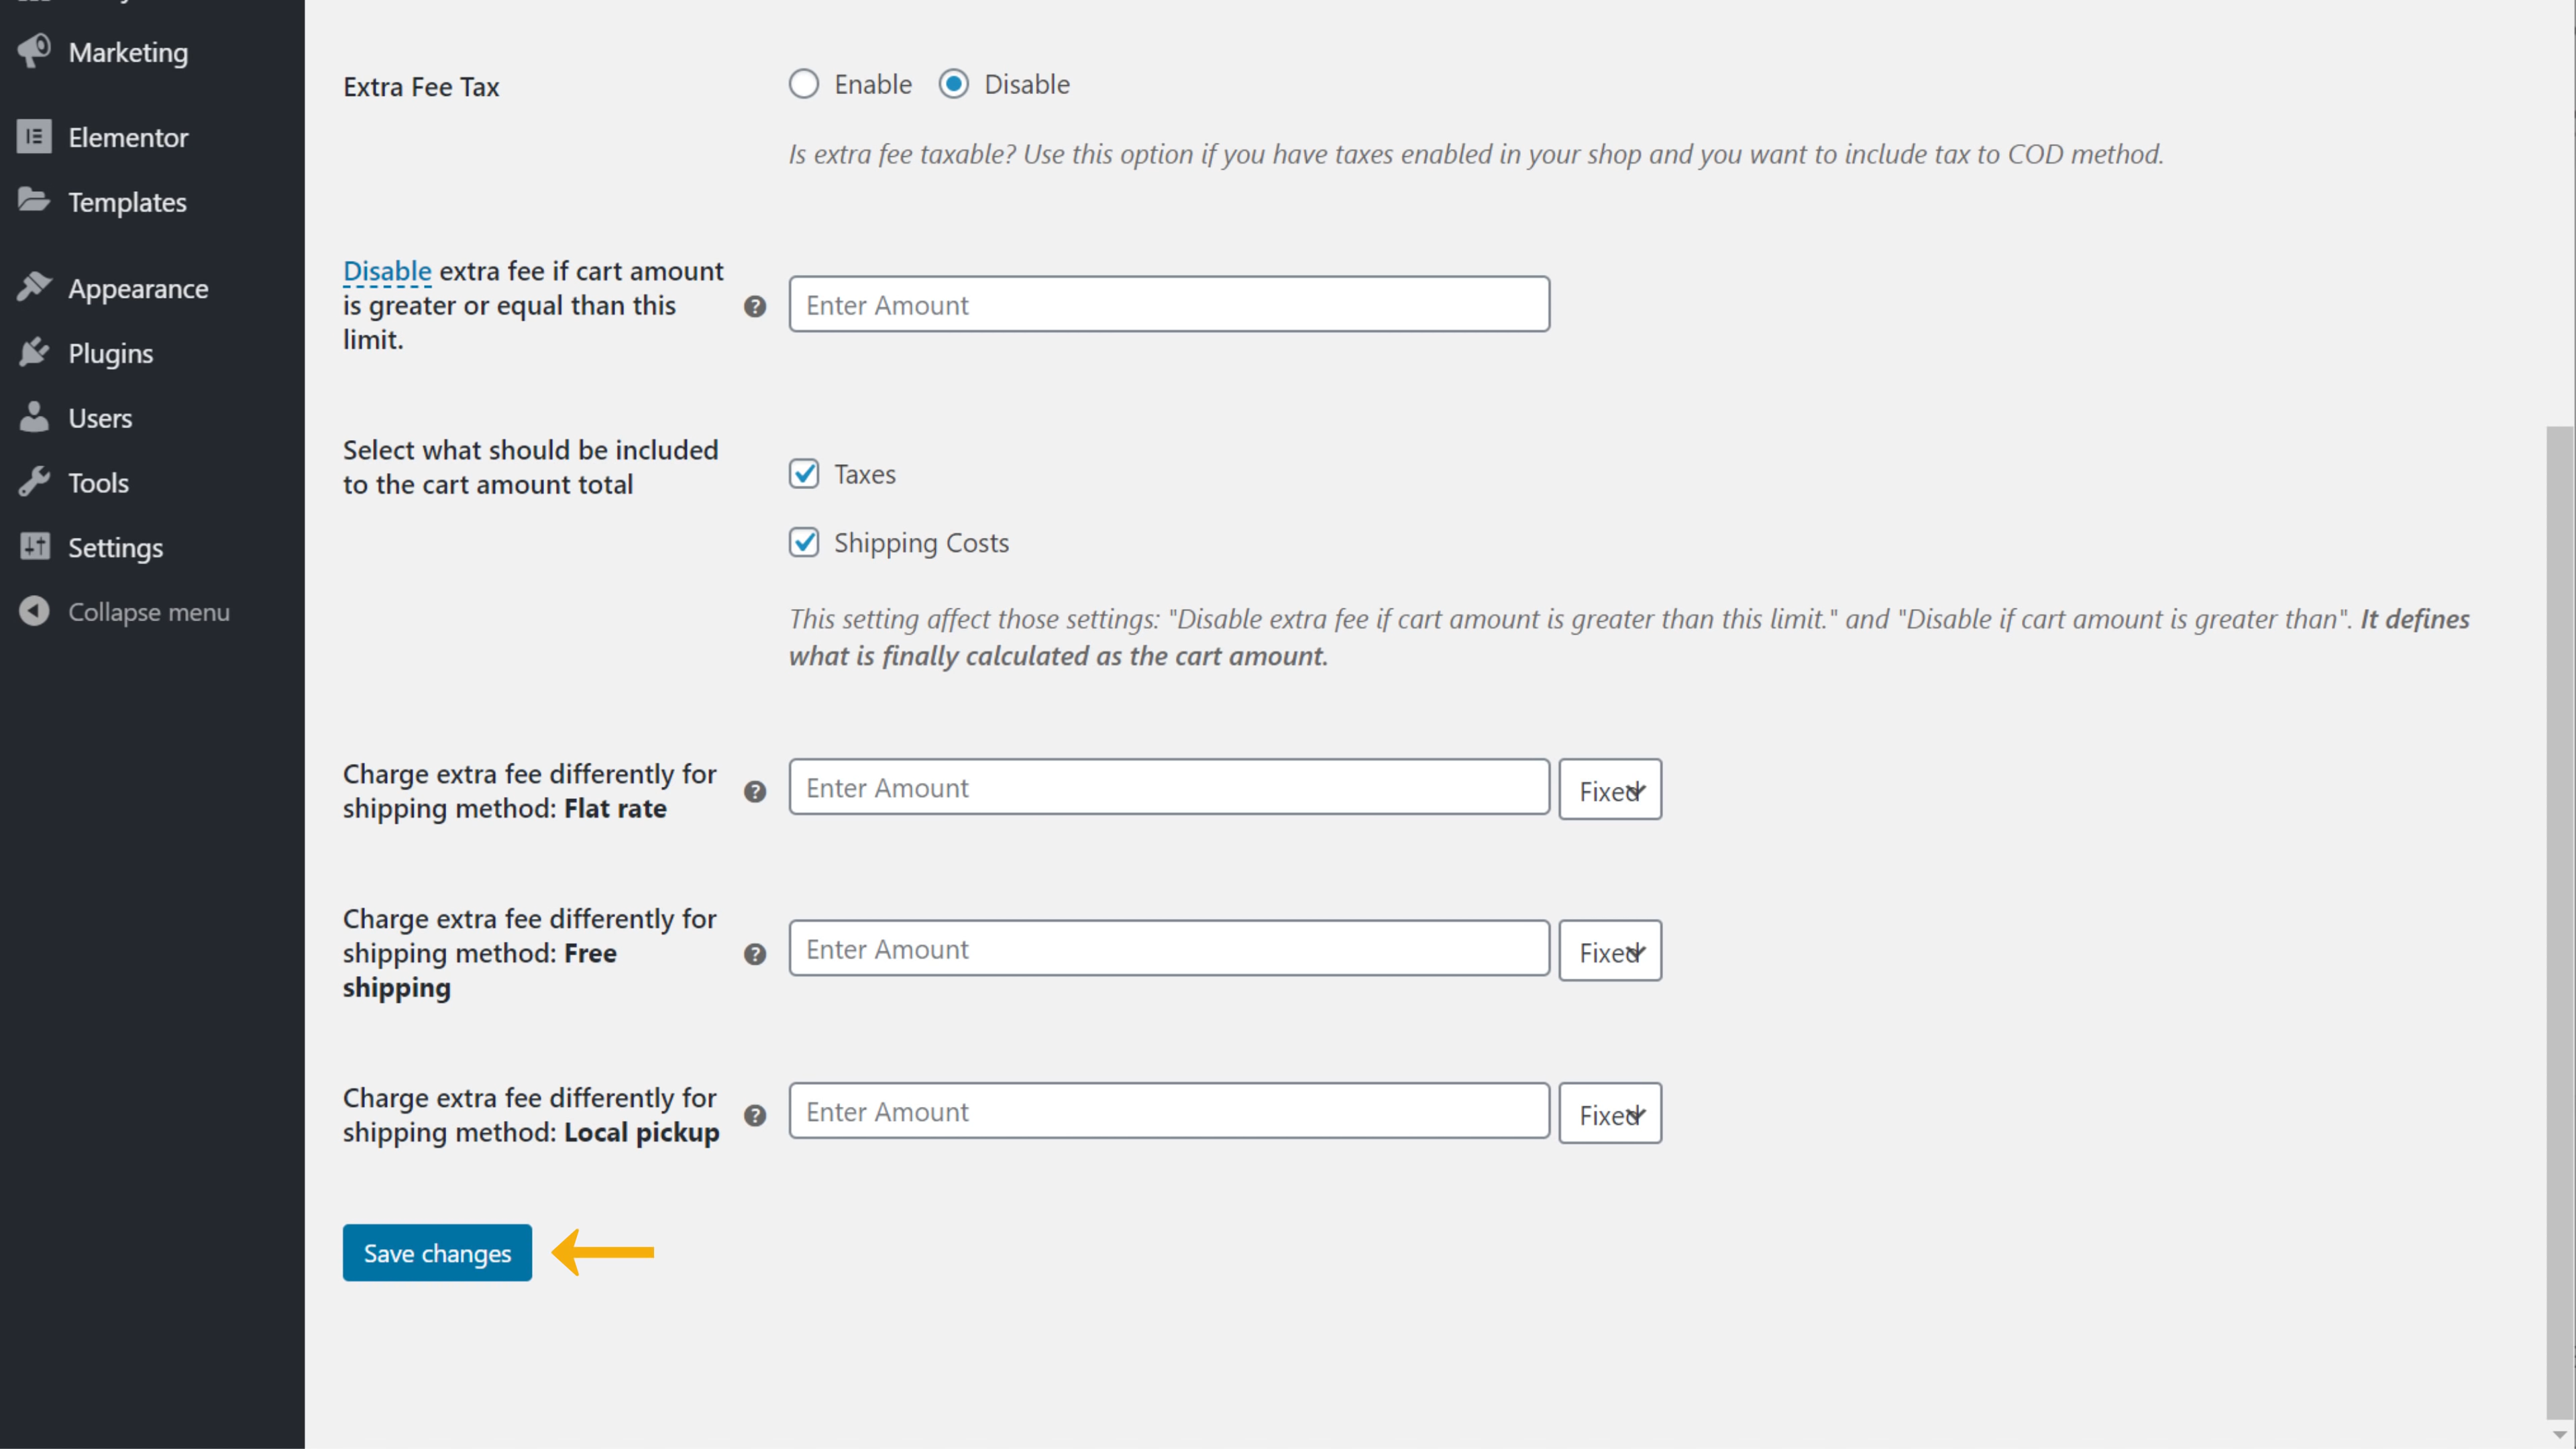 Marketing
Elementor
Templates
Appearance
Plugins
Users
Tools
Settings
Collapse menu
Extra Fee Tax
Enable
Disable
Is extra fee taxable? Use this option if you have taxes enabled in your shop and you want to include tax to COD method.
Disable extra fee if cart amount
is greater or equal than this
limit.
Enter Amount
Select what should be included
to the cart amount total
Taxes
Shipping Costs
This setting affect those settings: "Disable extra fee if cart amount is greater than this limit." and "Disable if cart amount is greater than". It defines
what is finally calculated as the cart amount.
Charge extra fee differently for
shipping method: Flat rate
Enter Amount
Fixed
Charge extra fee differently for
shipping method: Free
shipping
Enter Amount
Fixed
Charge extra fee differently for
shipping method: Local pickup
Enter Amount
Fixed
Save changes